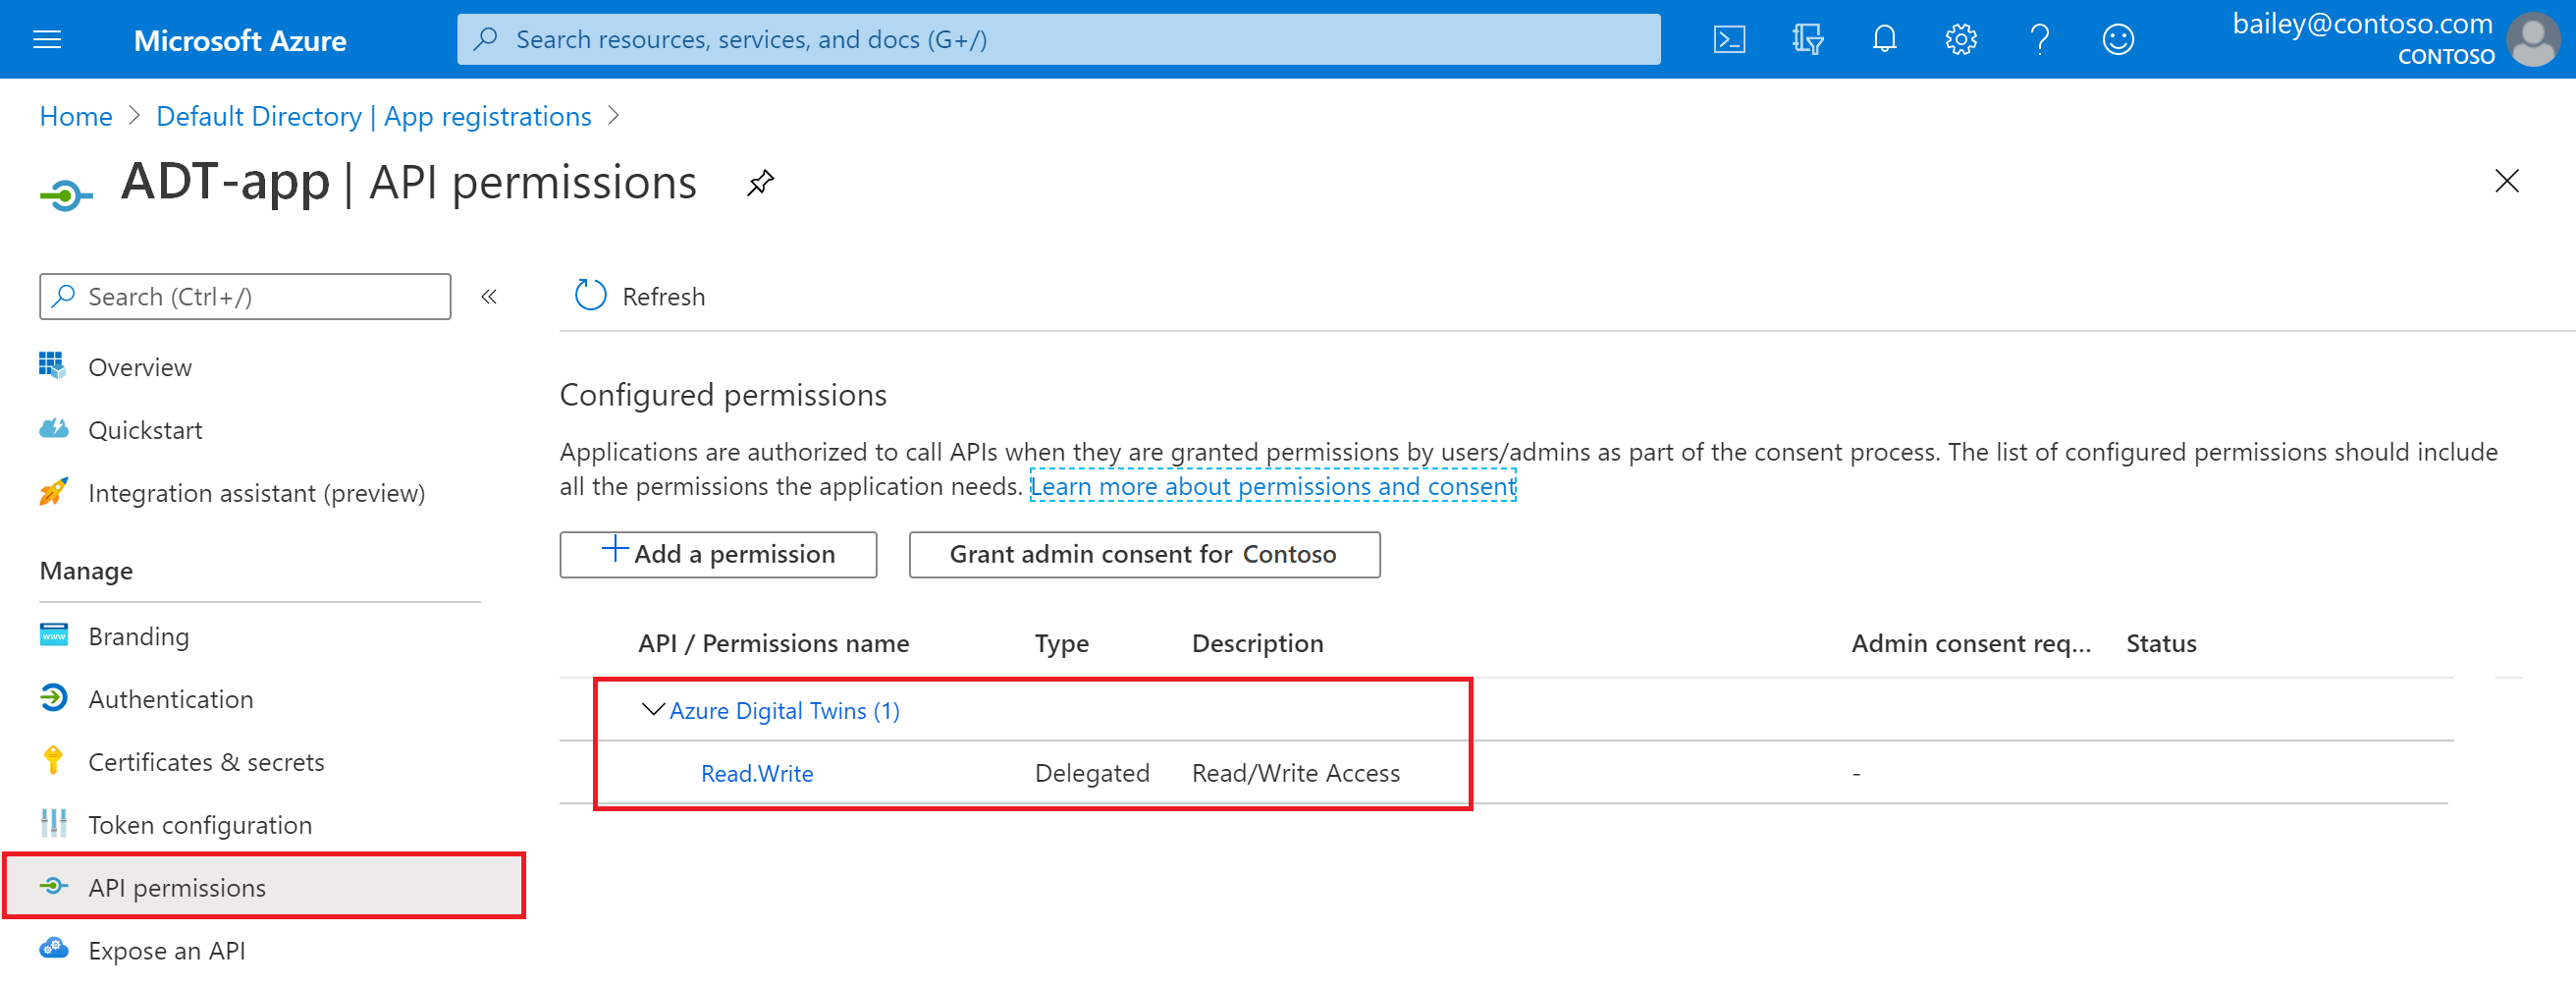 Microsoft Azure
Search resources, services, and docs (G+/)
bailey@contoso.com
CONTOSO
Home > Default Directory | App registrations >
ADT-app | API permissions
Search (Ctrl+/)
«
Refresh
Overview
Quickstart
Integration assistant (preview)
Manage
Branding
Authentication
Certificates & secrets
Token configuration
API permissions
Expose an API
Configured permissions
Applications are authorized to call APIs when they are granted permissions by users/admins as part of the consent process. The list of configured permissions should include
all the permissions the application needs. Learn more about permissions and consent
Add a permission
Grant admin consent for Contoso
API / Permissions name Type Description Admin consent req... Status
Azure Digital Twins (1)
Read.Write Delegated Read/Write Access -